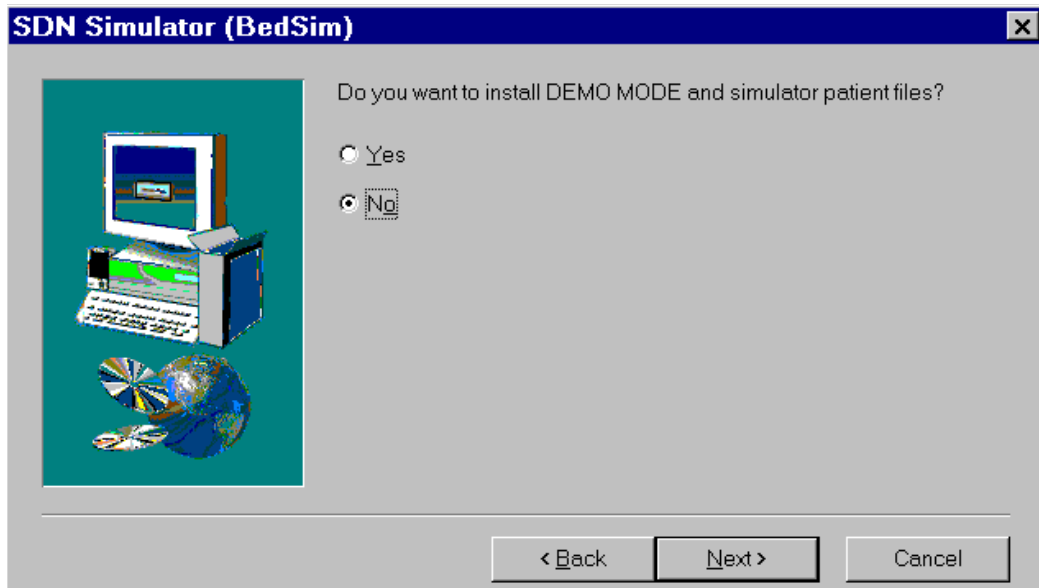 SDN Simulator (BedSim)
Do you want to install DEMO MODE and simulator patient files?
Yes
No
< Back
Next >
Cancel